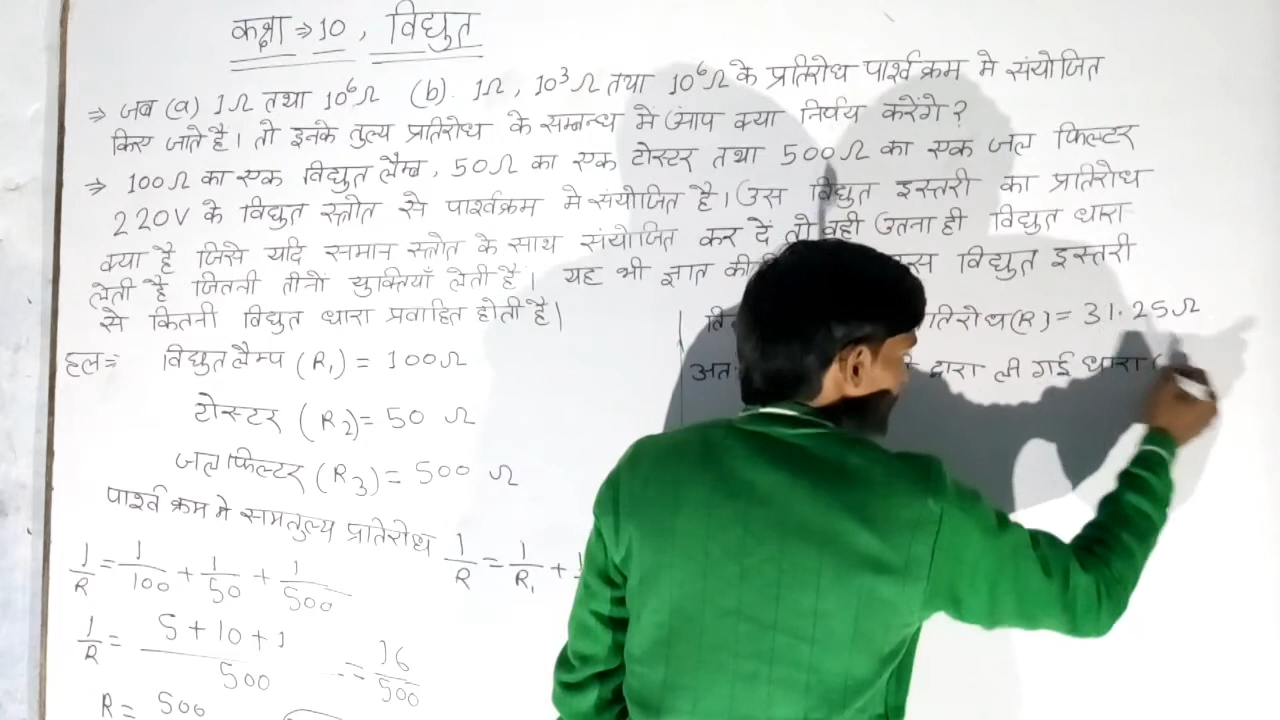 कक्षा ⇒ 10 , विद्युत
⇒ जब (a) 1Ω तथा 10⁶Ω (b). 1Ω, 10³Ω तथा 10⁶Ω के प्रतिरोध पार्श्वक्रम मे संयोजित
किए जाते है। तो इनके तुल्य प्रतिरोध के सम्बन्ध में आप क्या निर्णय करेंगे?
⇒ 100Ω का एक विद्युत लैम्ब, 50Ω का एक टोस्टर तथा 500Ω का एक जल फिल्टर
220V के विद्युत स्त्रोत से पार्श्वक्रम मे संयोजित है। उस विद्युत इस्तरी का प्रतिरोध
क्या है जिसे यदि समान स्त्रोत के साथ संयोजित कर दें तो वही उतना ही विद्युत धारा
लेती है जितनी तीनों युक्तियाँ लेती है। यह भी ज्ञात विद्युत इस्तरी
से कितनी विद्युत धारा प्रवाहित होती है।
हल=: विद्युत लैम्प (R₁) = 100Ω
टोस्टर (R₂) = 50 Ω
जल फिल्टर (R₃) = 500 Ω
पार्श्व क्रम मे समतुल्य प्रतिरोध 1/R = 1/R₁ +
1/R = 1/100 + 1/50 + 1/500
1/R = 5+10+1/500 = 16/500
R = 500
(R) = 31.25Ω
द्वारा ली गई धारा (